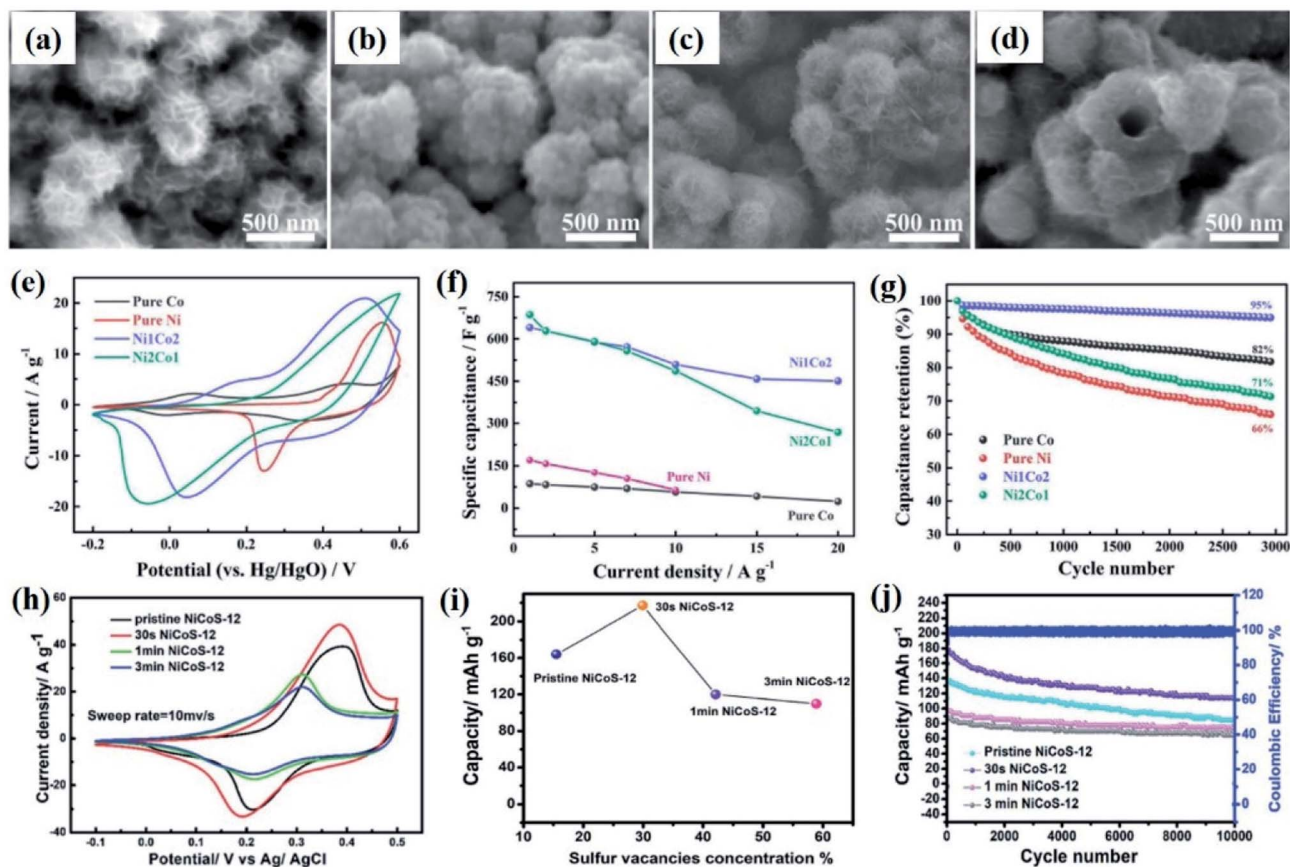 (a)
500 nm
(b)
500 nm
(c)
500 nm
(d)
500 nm
(e)
Pure Co
Pure Ni
Ni1Co2
Ni2Co1
20
10
0
-10
-20
Current / A g-1
-0.2
0.0
0.2
0.4
0.6
Potential (vs. Hg/HgO) / V
(f)
750
600
450
300
150
0
Specific capacitance / F g-1
Ni1Co2
Ni2Co1
Pure Ni
Pure Co
0
5
10
15
20
Current density / A g-1
(g)
100
90
80
70
60
50
40
30
Capacitance retention (%)
95%
82%
71%
66%
Pure Co
Pure Ni
Ni1Co2
Ni2Co1
0
500
1000
1500
2000
2500
3000
Cycle number
(h)
60
40
20
0
-20
-40
Current density/ A g-1
pristine NiCoS-12
30s NiCoS-12
1min NiCoS-12
3min NiCoS-12
Sweep rate=10mv/s
-0.1
0.0
0.1
0.2
0.3
0.4
0.5
Potential/ V vs Ag/ AgCl
(i)
200
160
120
80
40
0
Capacity/ mAh g-1
Pristine NiCoS-12
30s NiCoS-12
1min NiCoS-12
3min NiCoS-12
10
20
30
40
50
60
Sulfur vacancies concentration %
(j)
240
220
200
180
160
140
120
100
80
60
40
20
0
-20
-40
Capacity/ mAh g-1
Pristine NiCoS-12
30s NiCoS-12
1 min NiCoS-12
3 min NiCoS-12
0
2000
4000
6000
8000
10000
Cycle number
120
100
80
60
40
20
0
Coulombic Efficiency/ %